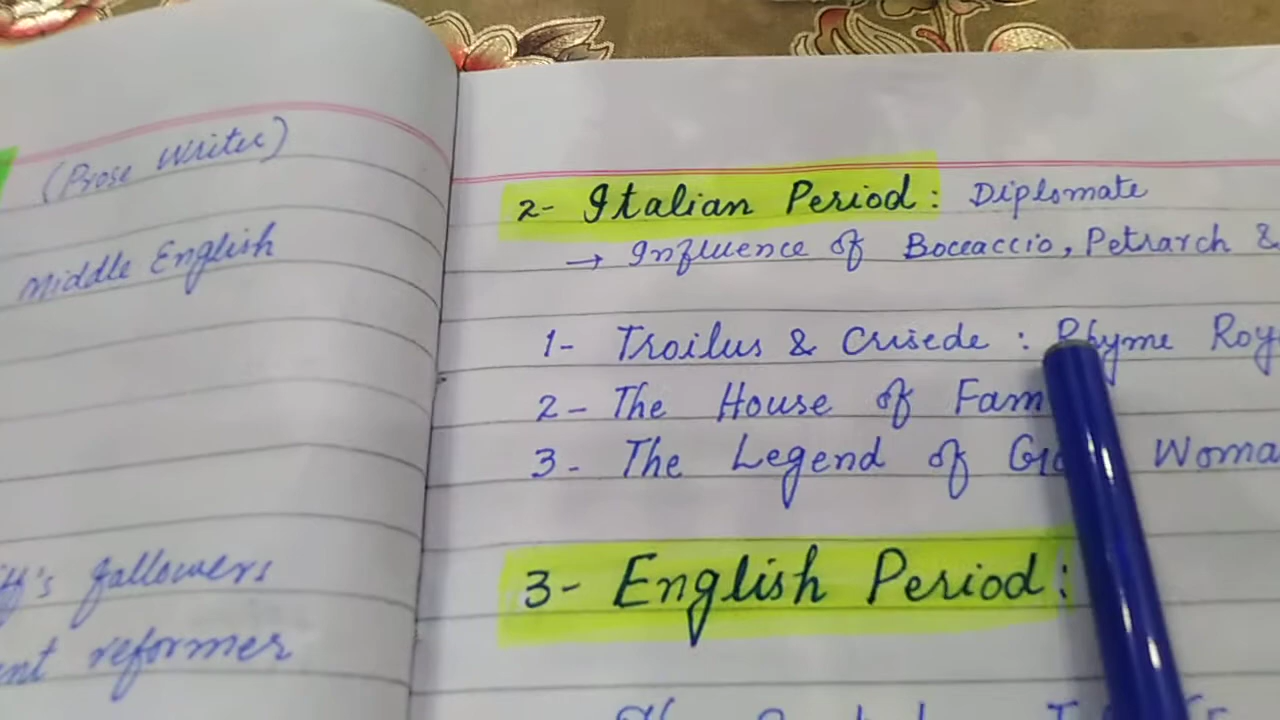 (Prose Writer)
Middle English
followers
reformer
2- Italian Period: Diplomate
→ Influence of Boccaccio, Petrarch &
1- Troilus & Crisede : Rhyme Roy
2- The House of Fam
3- The Legend of Go Woma
3- English Period: